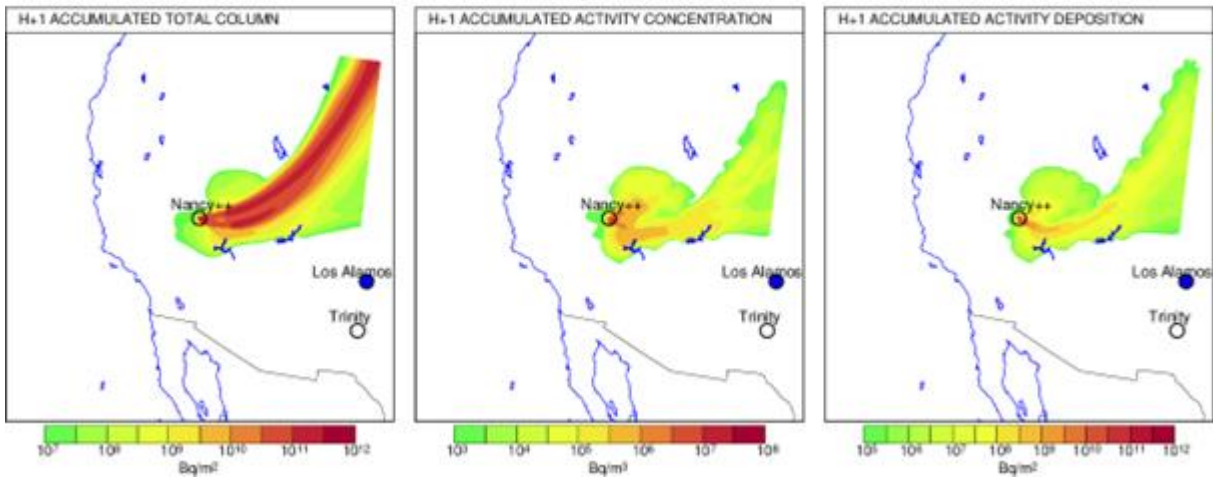 H+1 ACCUMULATED TOTAL COLUMN
Nancy++
Los Alamos
Trinity
10⁷ 10⁸ 10⁹ 10¹⁰ 10¹¹ 10¹²
Bq/m²
H+1 ACCUMULATED ACTIVITY CONCENTRATION
Nancy++
Los Alamos
Trinity
10³ 10⁴ 10⁵ 10⁶ 10⁷ 10⁸
Bq/m³
H+1 ACCUMULATED ACTIVITY DEPOSITION
Nancy++
Los Alamos
Trinity
10⁵ 10⁶ 10⁷ 10⁸ 10⁹ 10¹⁰ 10¹¹ 10¹²
Bq/m²